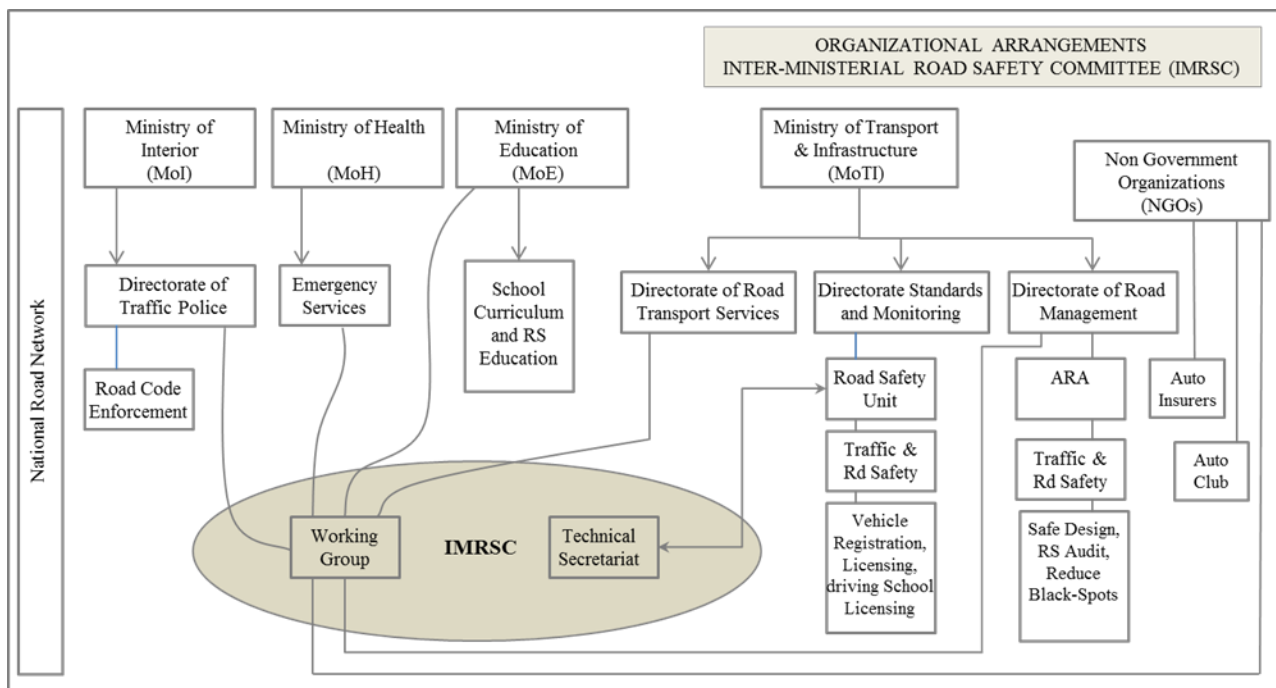 ORGANIZATIONAL ARRANGEMENTS
INTER-MINISTERIAL ROAD SAFETY COMMITTEE (IMRSC)
National Road Network
Ministry of
Interior
(MoI)
Ministry of Health
(MoH)
Ministry of
Education
(MoE)
Ministry of Transport
& Infrastructure
(MoTI)
Non Government
Organizations
(NGOs)
Directorate of
Traffic Police
Emergency
Services
School
Curriculum
and RS
Education
Directorate of Road
Transport Services
Directorate Standards
and Monitoring
Directorate of Road
Management
Road Code
Enforcement
Road Safety
Unit
ARA
Auto
Insurers
Traffic &
Rd Safety
Traffic &
Rd Safety
Auto
Club
Working
Group
IMRSC
Technical
Secretariat
Vehicle
Registration,
Licensing,
driving School
Licensing
Safe Design,
RS Audit,
Reduce
Black-Spots